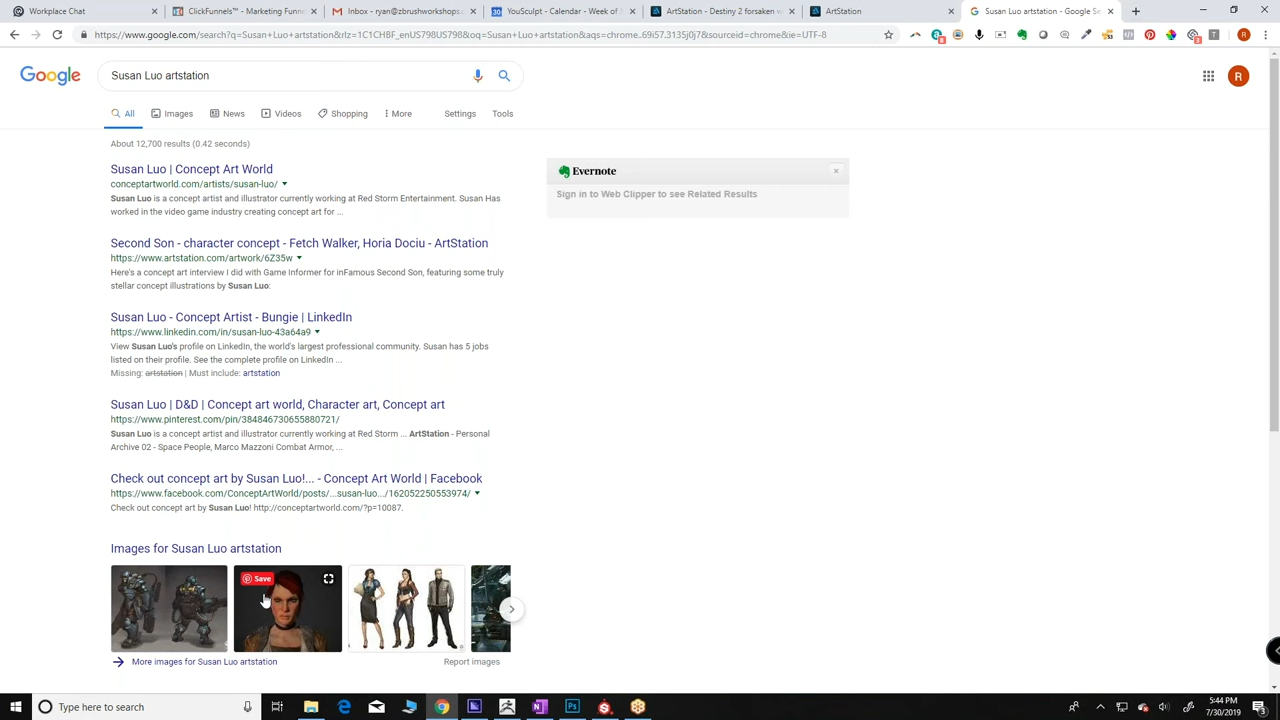 Workplace Chat
ClickFunnels™ - Marketing Funne
Inbox - ryan@zbrushworkshops.c
YouSculpt - Calendar - Week of J
ArtStation - Destiny 2 forsaken w
ArtStation
Susan Luo artstation - Google Se
https://www.google.com/search?q=Susan+Luo+artstation&rlz=1C1CHBF_enUS798US798&oq=Susan+Luo+artstation&aqs=chrome..69i57.3135j0j7&sourceid=chrome&ie=UTF-8
Google
Susan Luo artstation
R
All
Images
News
Videos
Shopping
More
Settings
Tools
About 12,700 results (0.42 seconds)
Susan Luo | Concept Art World
conceptartworld.com/artists/susan-luo/
Susan Luo is a concept artist and illustrator currently working at Red Storm Entertainment. Susan Has
worked in the video game industry creating concept art for ...
Evernote
Sign in to Web Clipper to see Related Results
Second Son - character concept - Fetch Walker, Horia Dociu - ArtStation
https://www.artstation.com/artwork/6Z35w
Here's a concept art interview I did with Game Informer for inFamous Second Son, featuring some truly
stellar concept illustrations by Susan Luo:
Susan Luo - Concept Artist - Bungie | LinkedIn
https://www.linkedin.com/in/susan-luo-43a64a9
View Susan Luo's profile on LinkedIn, the world's largest professional community. Susan has 5 jobs
listed on their profile. See the complete profile on LinkedIn ...
Missing: artstation | Must include: artstation
Susan Luo | D&D | Concept art world, Character art, Concept art
https://www.pinterest.com/pin/384846730655880721/
Susan Luo is a concept artist and illustrator currently working at Red Storm ... ArtStation - Personal
Archive 02 - Space People, Marco Mazzoni Combat Armor, ...
Check out concept art by Susan Luo!... - Concept Art World | Facebook
https://www.facebook.com/ConceptArtWorld/posts/...susan-luo.../162052250553974/
Check out concept art by Susan Luo! http://conceptartworld.com/?p=10087.
Images for Susan Luo artstation
Save
More images for Susan Luo artstation
Report images
Type here to search
5:44 PM
7/30/2019